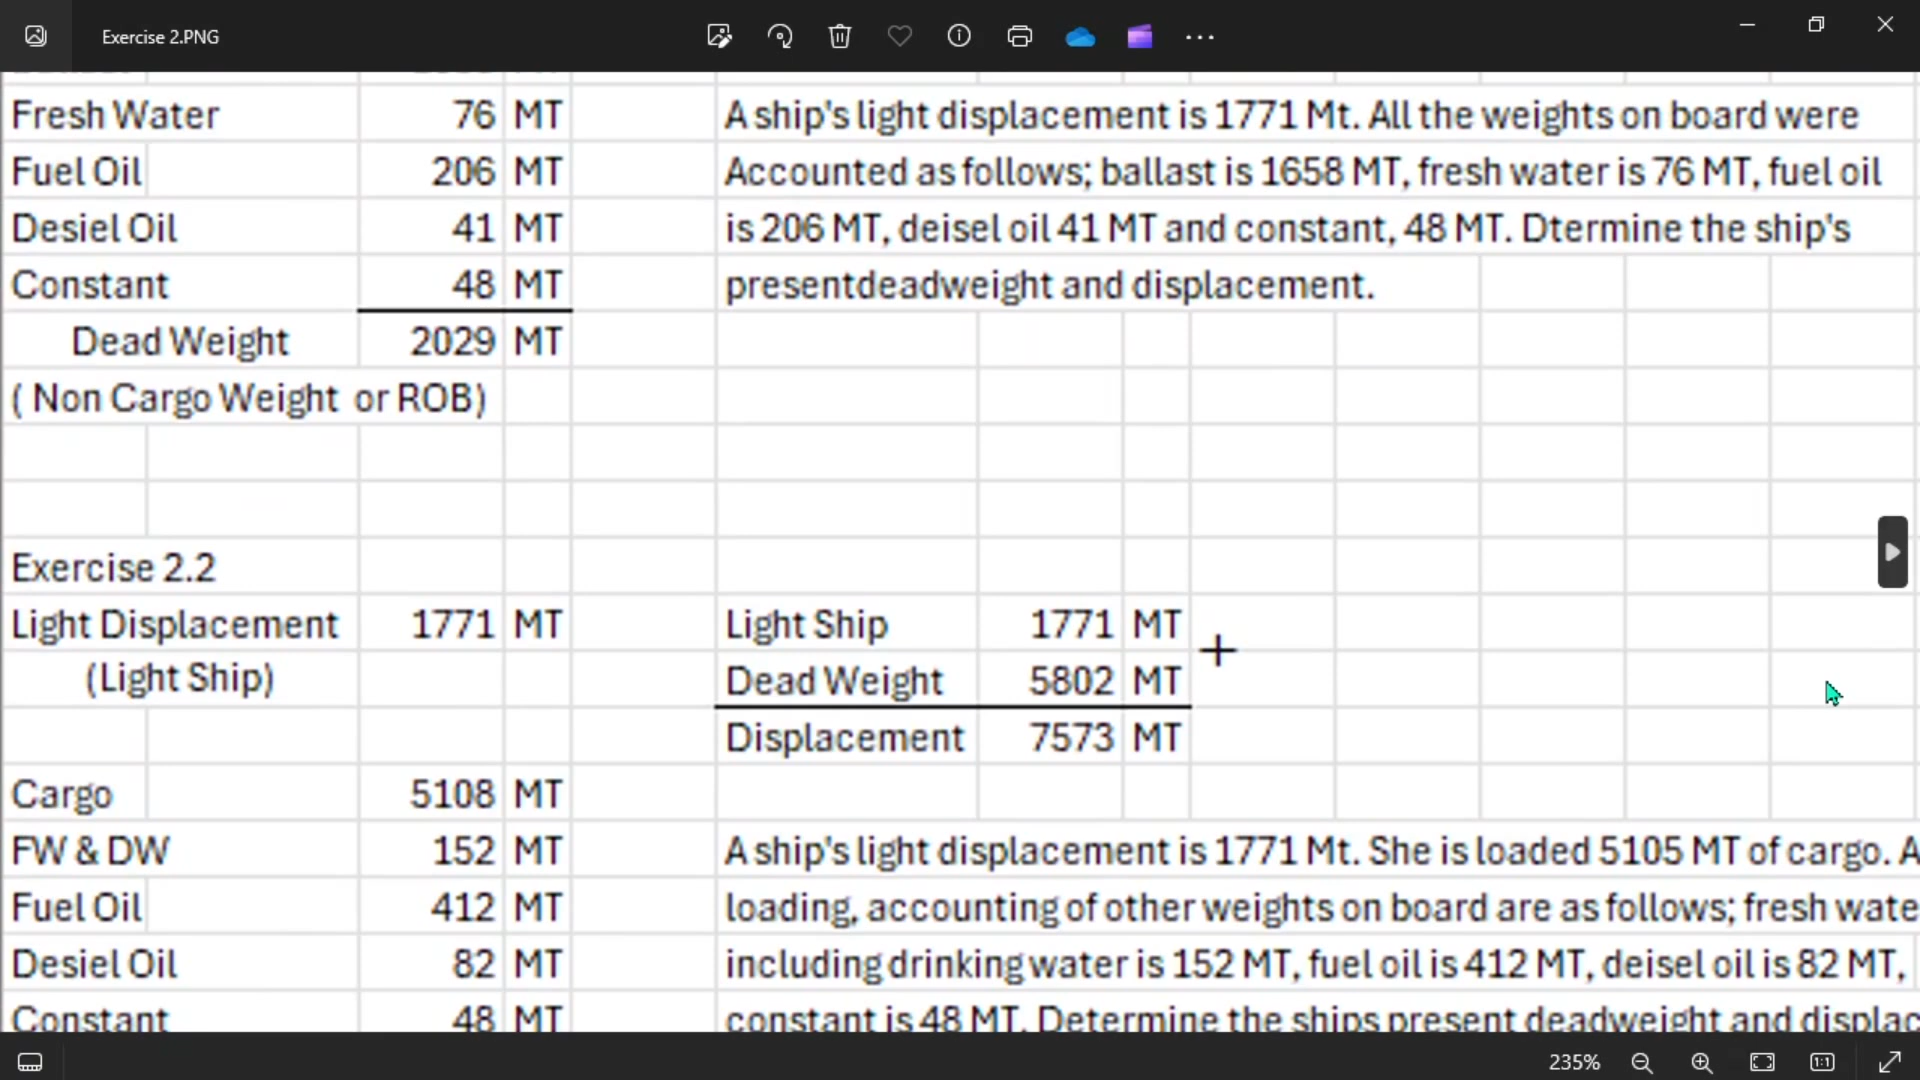 Exercise 2.PNG
Fresh Water 76 MT A ship's light displacement is 1771 Mt. All the weights on board were
Fuel Oil 206 MT Accounted as follows; ballast is 1658 MT, fresh water is 76 MT, fuel oil
Desiel Oil 41 MT is 206 MT, deisel oil 41 MT and constant, 48 MT. Dtermine the ship's
Constant 48 MT presentdeadweight and displacement.
Dead Weight 2029 MT
( Non Cargo Weight or ROB)
Exercise 2.2
Light Displacement 1771 MT Light Ship 1771 MT
(Light Ship) Dead Weight 5802 MT +
Displacement 7573 MT
Cargo 5108 MT
FW & DW 152 MT A ship's light displacement is 1771 Mt. She is loaded 5105 MT of cargo. A
Fuel Oil 412 MT loading, accounting of other weights on board are as follows; fresh wate
Desiel Oil 82 MT including drinking water is 152 MT, fuel oil is 412 MT, deisel oil is 82 MT,
Constant 48 MT constant is 48 MT. Determine the ships present deadweight and displac
235%
1:1